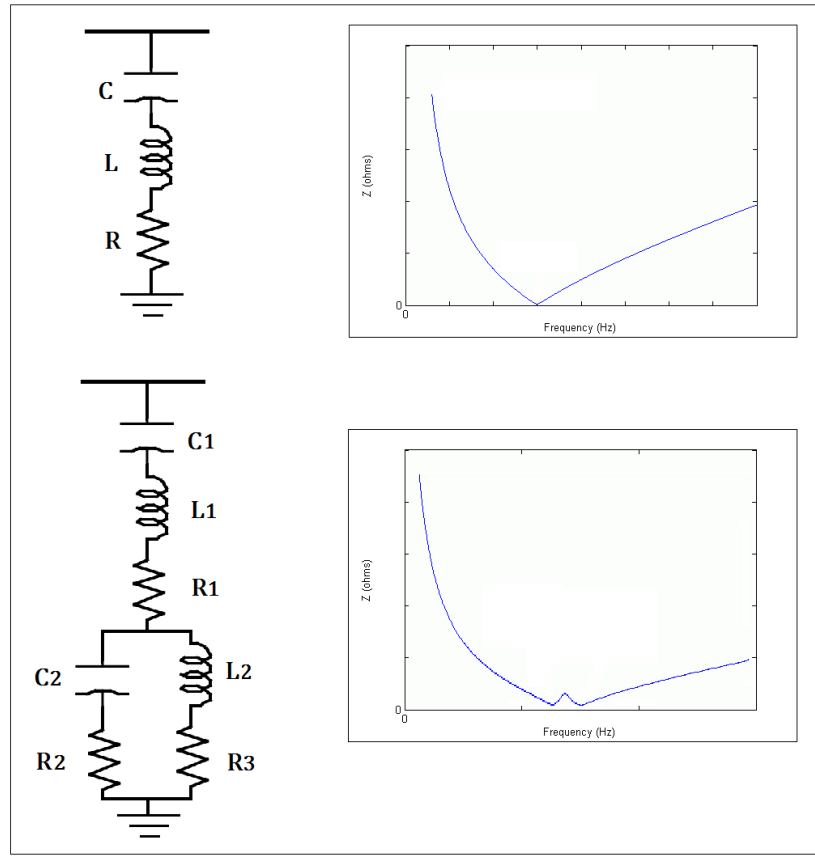 C
L
R
Z (ohms)
0
0
Frequency (Hz)
C1
L1
R1
C2
L2
R2
R3
Z (ohms)
0
0
Frequency (Hz)